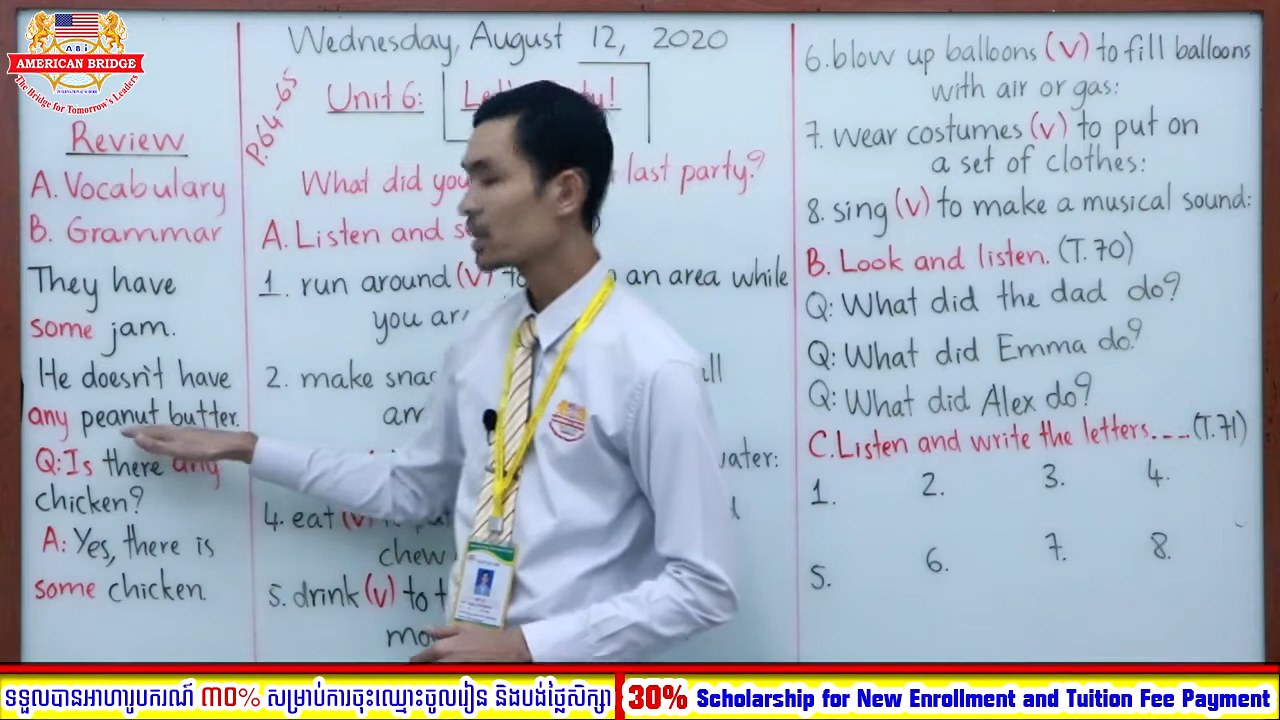 ABi
AMERICAN BRIDGE
INTERNATIONAL SCHOOL
The Bridge for Tomorrow's Leaders
Review
A. Vocabulary
B. Grammar
They have
some jam.
He doesn't have
any peanut butter.
Q: Is there any
chicken?
A: Yes, there is
some chicken.
Wednesday, August 12, 2020
P.64-65
Unit 6:
What did you last party?
A. Listen and
1. run around (v) an area while
you
2. make
4. eat (v)
chew
5. drink (v) to
6. blow up balloons (v) to fill balloons
with air or gas:
7. wear costumes (v) to put on
a set of clothes:
8. sing (v) to make a musical sound:
B. Look and listen. (T.70)
Q: What did the dad do?
Q: What did Emma do?
Q: What did Alex do?
C. Listen and write the letters.... (T.71)
1. 2. 3. 4.
5. 6. 7. 8.
ទទួលបានអាហារូបករណ៍ ៣០% សម្រាប់ការចុះឈ្មោះចូលរៀន និងបង់ថ្លៃសិក្សា
30% Scholarship for New Enrollment and Tuition Fee Payment